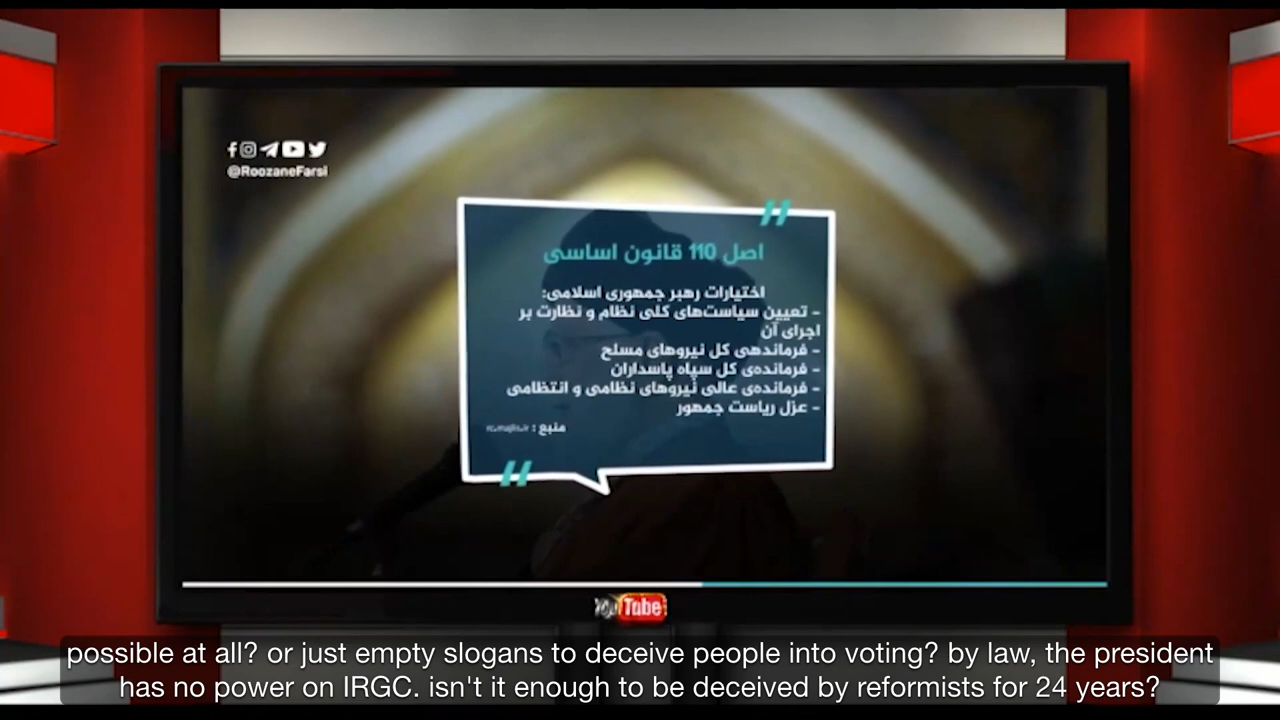 @RoozaneFarsi
اصل 110 قانون اساسی
اختیارات رهبر جمهوری اسلامی:
- تعیین سیاست‌های کلی نظام و نظارت بر
اجرای آن
- فرماندهی کل نیروهای مسلح
- فرمانده‌ی کل سپاه پاسداران
- فرمانده‌ی عالی نیروهای نظامی و انتظامی
- عزل ریاست جمهور
منبع :
YouTube
possible at all? or just empty slogans to deceive people into voting? by law, the president
has no power on IRGC. isn't it enough to be deceived by reformists for 24 years?